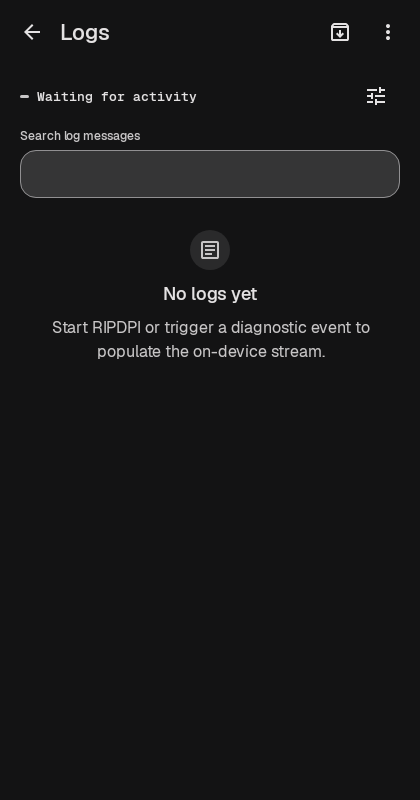 Logs
Waiting for activity
Search log messages
No logs yet
Start RIPDPI or trigger a diagnostic event to
populate the on-device stream.